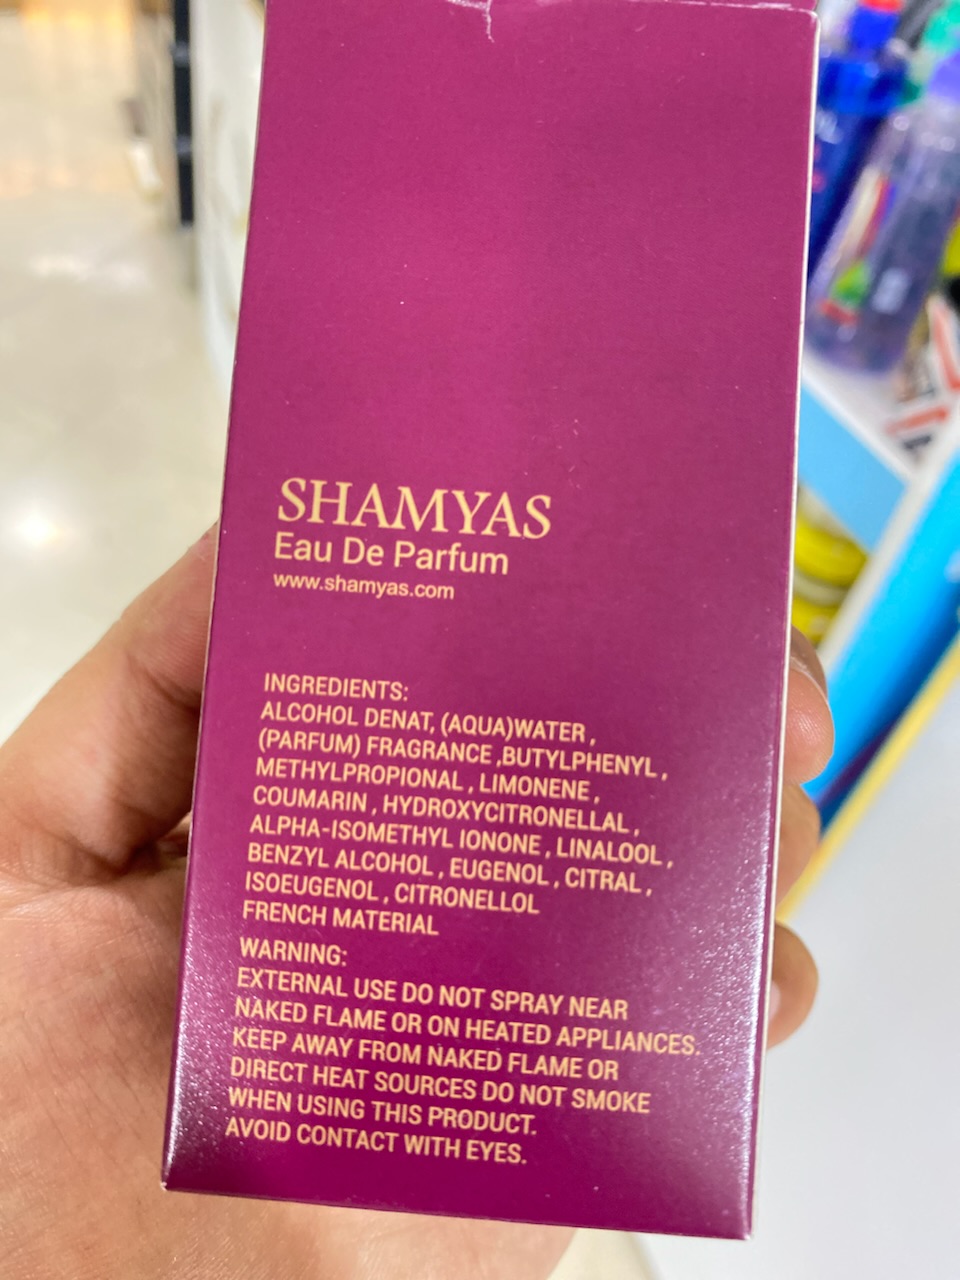 SHAMYAS
Eau De Parfum
www.shamyas.com
INGREDIENTS:
ALCOHOL DENAT, (AQUA)WATER ,
(PARFUM) FRAGRANCE ,BUTYLPHENYL ,
METHYLPROPIONAL , LIMONENE ,
COUMARIN , HYDROXYCITRONELLAL ,
ALPHA-ISOMETHYL IONONE , LINALOOL ,
BENZYL ALCOHOL , EUGENOL , CITRAL ,
ISOEUGENOL , CITRONELLOL
FRENCH MATERIAL
WARNING:
EXTERNAL USE DO NOT SPRAY NEAR
NAKED FLAME OR ON HEATED APPLIANCES.
KEEP AWAY FROM NAKED FLAME OR
DIRECT HEAT SOURCES DO NOT SMOKE
WHEN USING THIS PRODUCT.
AVOID CONTACT WITH EYES.